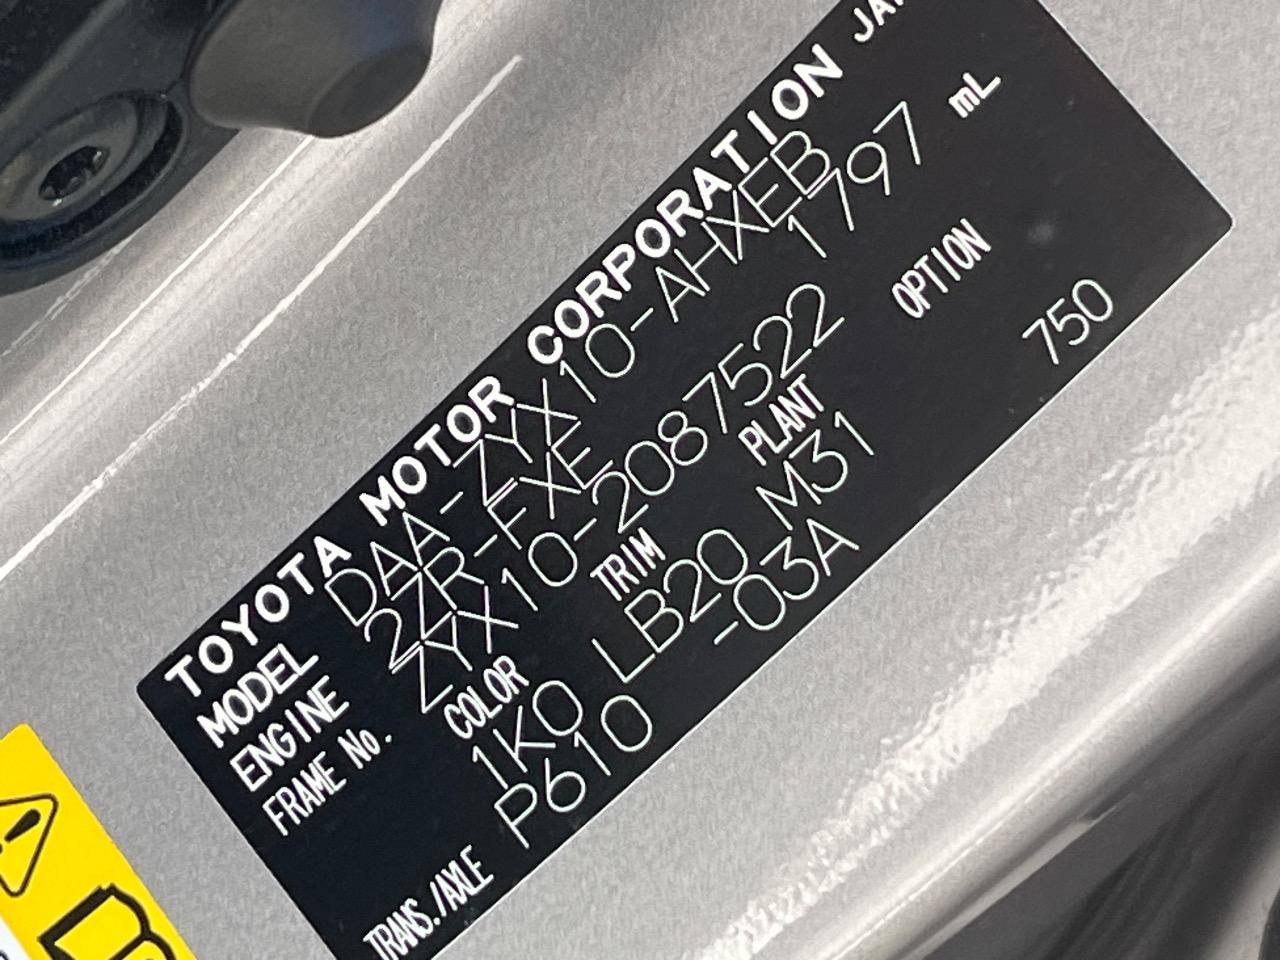 TOYOTA MOTOR CORPORATION JAP
MODEL DAA-ZYX10-AHXEB
ENGINE 2ZR-FXE 1797 mL
FRAME No. ZYX10-2087522
COLOR TRIM PLANT OPTION
1K0 LB20 M31 750
TRANS./AXLE P610 -03A